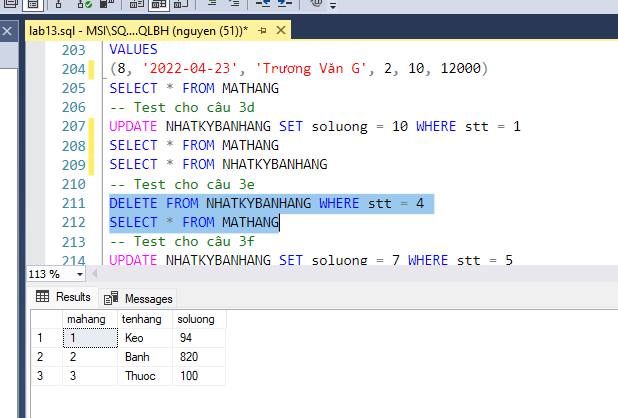 lab13.sql - MSI\SQ....QLBH (nguyen (51))*
203 VALUES
204 (8, '2022-04-23', 'Trương Văn G', 2, 10, 12000)
205 SELECT * FROM MATHANG
206 -- Test cho câu 3d
207 UPDATE NHATKYBANHANG SET soluong = 10 WHERE stt = 1
208 SELECT * FROM MATHANG
209 SELECT * FROM NHATKYBANHANG
210 -- Test cho câu 3e
211 DELETE FROM NHATKYBANHANG WHERE stt = 4
212 SELECT * FROM MATHANG
213 -- Test cho câu 3f
214 UPDATE NHATKYBANHANG SET soluong = 7 WHERE stt = 5
113 %
Results Messages
mahang tenhang soluong
1 1 Keo 94
2 2 Banh 820
3 3 Thuoc 100